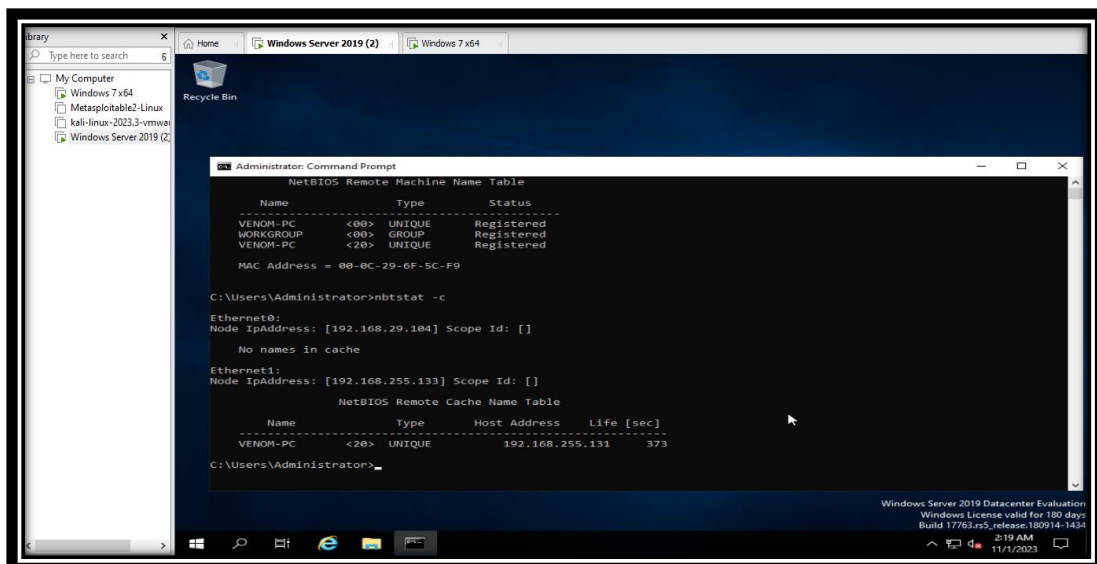 ibrary
Type here to search
My Computer
Windows 7 x64
Metasploitable2-Linux
kali-linux-2023.3-vmwar
Windows Server 2019 (2)
Home
Windows Server 2019 (2)
Windows 7 x64
Recycle Bin
Administrator: Command Prompt
NetBIOS Remote Machine Name Table
Name Type Status
---------------------------------------------
VENOM-PC <00> UNIQUE Registered
WORKGROUP <00> GROUP Registered
VENOM-PC <20> UNIQUE Registered
MAC Address = 00-0C-29-6F-5C-F9
C:\Users\Administrator>nbtstat -c
Ethernet0:
Node IpAddress: [192.168.29.104] Scope Id: []
No names in cache
Ethernet1:
Node IpAddress: [192.168.255.133] Scope Id: []
NetBIOS Remote Cache Name Table
Name Type Host Address Life [sec]
------------------------------------------------------------
VENOM-PC <20> UNIQUE 192.168.255.131 373
C:\Users\Administrator>
Windows Server 2019 Datacenter Evaluation
Windows License valid for 180 days
Build 17763.rs5_release.180914-1434
2:19 AM
11/1/2023